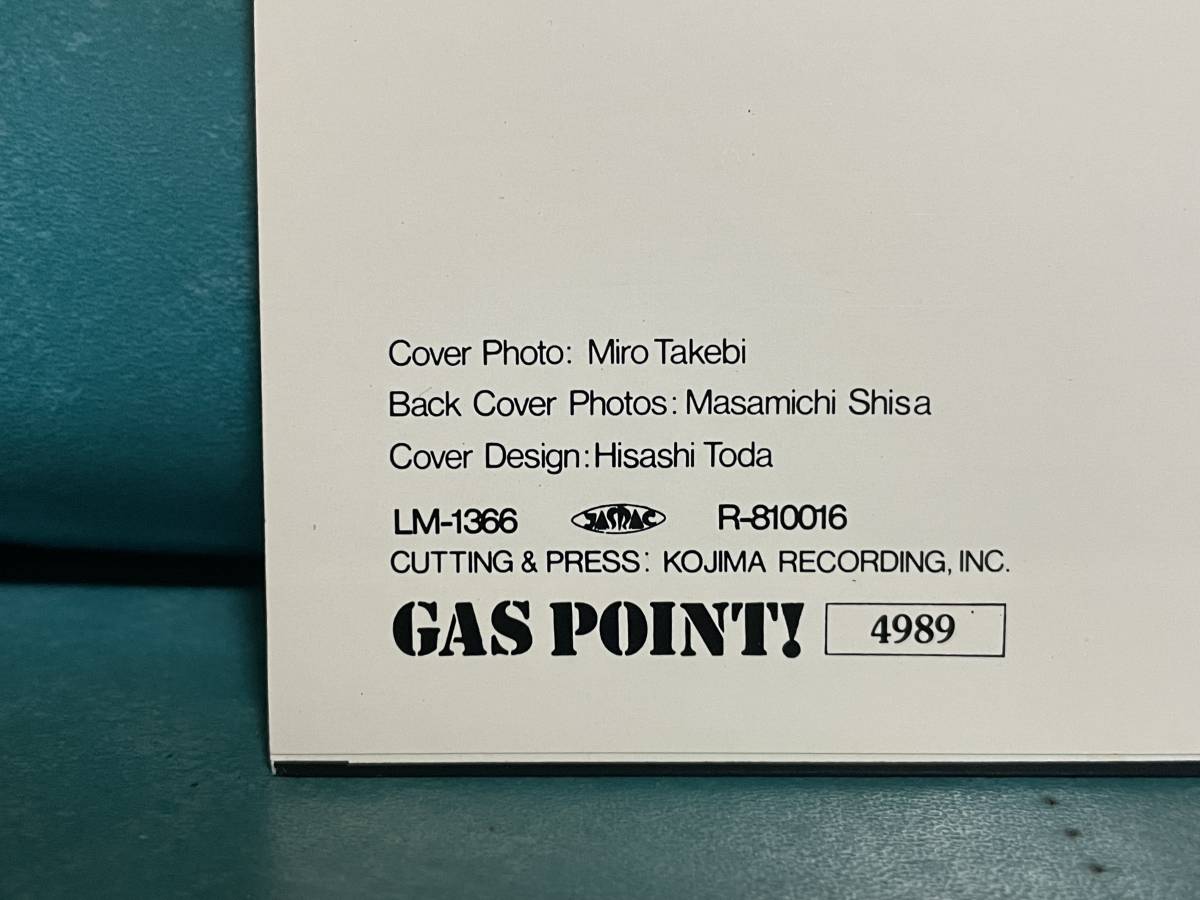 Cover Photo: Miro Takebi
Back Cover Photos: Masamichi Shisa
Cover Design: Hisashi Toda
LM-1366 JASRAC R-810016
CUTTING & PRESS: KOJIMA RECORDING, INC.
GAS POINT! 4989